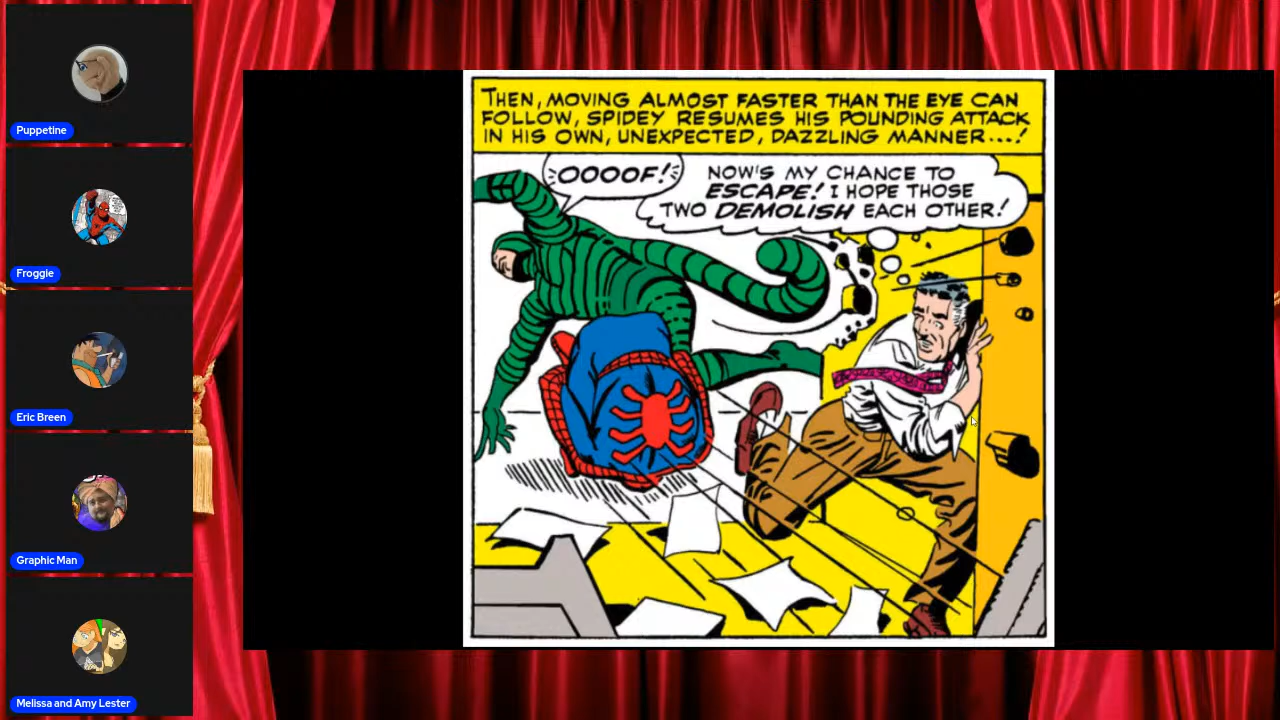 Puppetine
Froggie
Eric Breen
Graphic Man
Melissa and Amy Lester
THEN, MOVING ALMOST FASTER THAN THE EYE CAN
FOLLOW, SPIDEY RESUMES HIS POUNDING ATTACK
IN HIS OWN, UNEXPECTED, DAZZLING MANNER...!
OOOOF!
NOW'S MY CHANCE TO
ESCAPE! I HOPE THOSE
TWO DEMOLISH EACH OTHER!